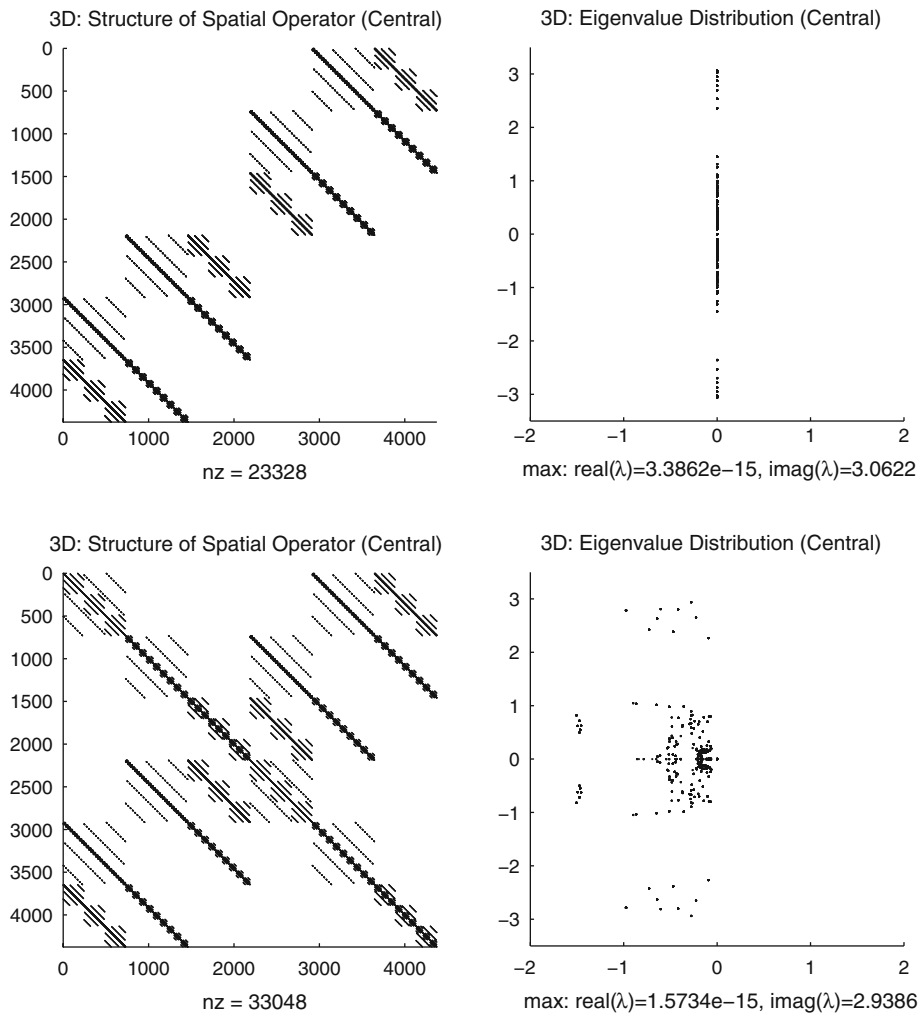 3D: Structure of Spatial Operator (Central)
0
500
1000
1500
2000
2500
3000
3500
4000
0 1000 2000 3000 4000
nz = 23328
3D: Eigenvalue Distribution (Central)
3
2
1
0
−1
−2
−3
−2 −1 0 1 2
max: real(λ)=3.3862e−15, imag(λ)=3.0622
3D: Structure of Spatial Operator (Central)
0
500
1000
1500
2000
2500
3000
3500
4000
0 1000 2000 3000 4000
nz = 33048
3D: Eigenvalue Distribution (Central)
3
2
1
0
−1
−2
−3
−2 −1 0 1 2
max: real(λ)=1.5734e−15, imag(λ)=2.9386